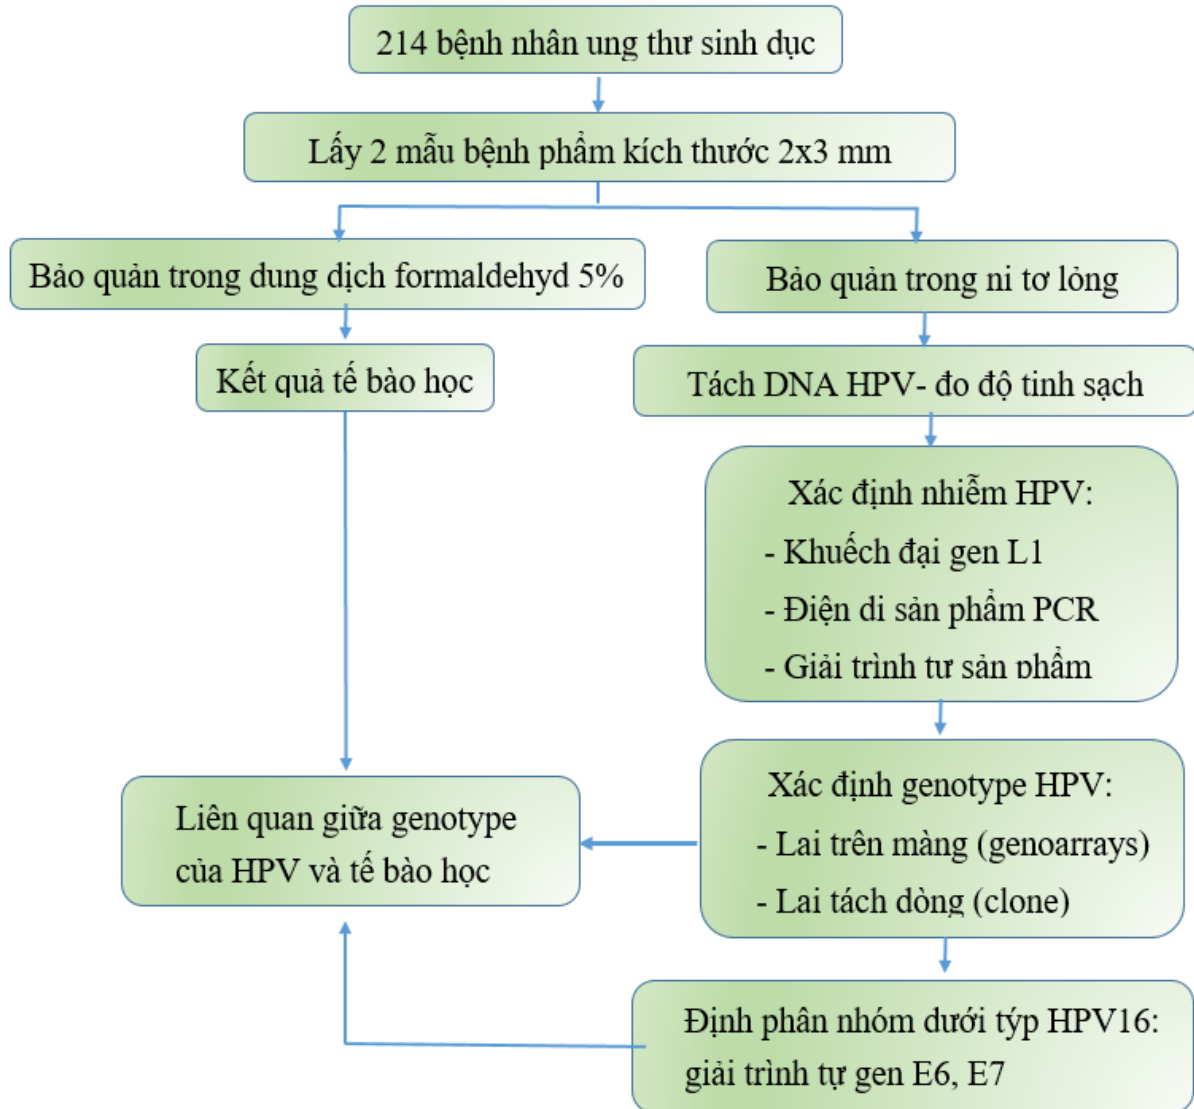 214 bệnh nhân ung thư sinh dục
Lấy 2 mẫu bệnh phẩm kích thước 2x3 mm
Bảo quản trong dung dịch formaldehyd 5%
Bảo quản trong ni tơ lỏng
Kết quả tế bào học
Tách DNA HPV- đo độ tinh sạch
Xác định nhiễm HPV:
- Khuếch đại gen L1
- Điện di sản phẩm PCR
- Giải trình tự sản phẩm
Liên quan giữa genotype
của HPV và tế bào học
Xác định genotype HPV:
- Lai trên màng (genoarrays)
- Lai tách dòng (clone)
Định phân nhóm dưới týp HPV16:
giải trình tự gen E6, E7